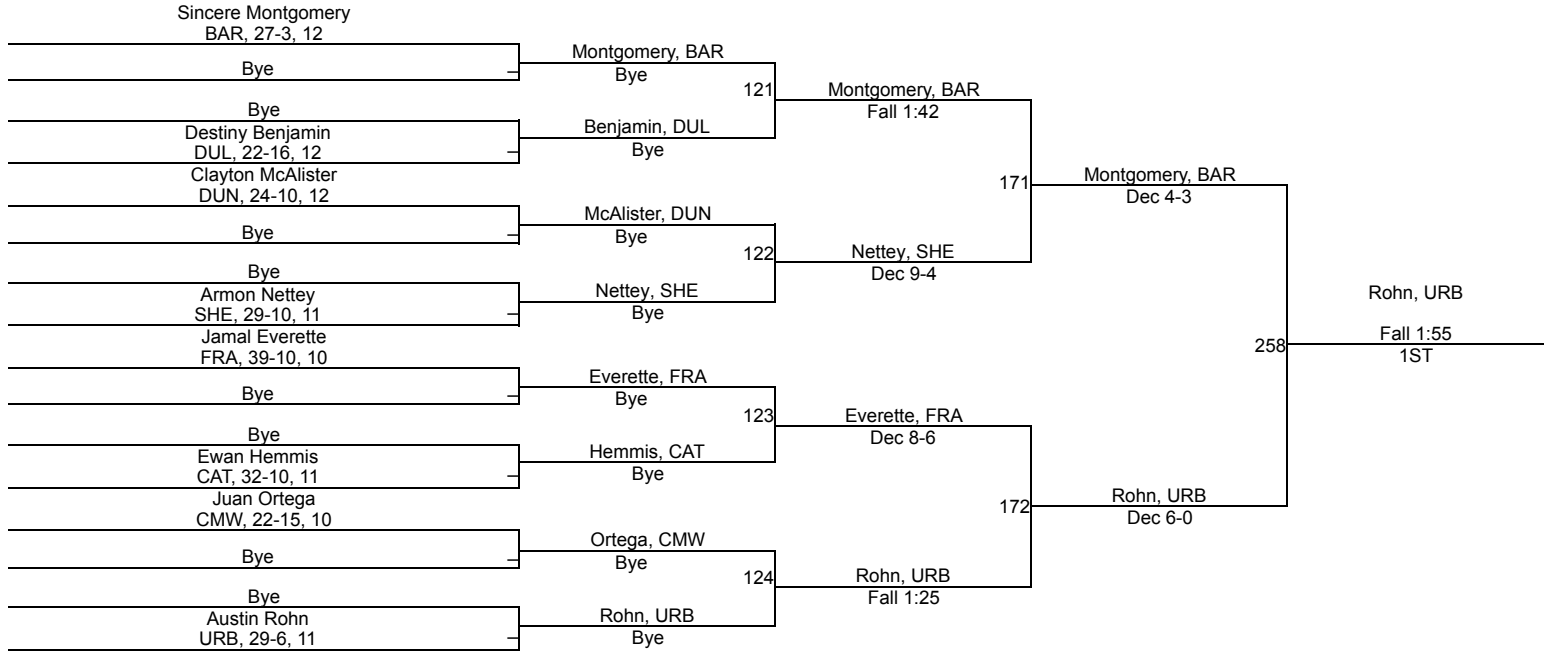 Sincere Montgomery
BAR, 27-3, 12
Bye
Bye
Destiny Benjamin
DUL, 22-16, 12
Clayton McAlister
DUN, 24-10, 12
Bye
Bye
Armon Nettey
SHE, 29-10, 11
Jamal Everette
FRA, 39-10, 10
Bye
Bye
Ewan Hemmis
CAT, 32-10, 11
Juan Ortega
CMW, 22-15, 10
Bye
Bye
Austin Rohn
URB, 29-6, 11
Montgomery, BAR
Bye
121
Benjamin, DUL
Bye
McAlister, DUN
Bye
122
Nettey, SHE
Bye
Everette, FRA
Bye
123
Hemmis, CAT
Bye
Ortega, CMW
Bye
124
Rohn, URB
Bye
Montgomery, BAR
Fall 1:42
171
Nettey, SHE
Dec 9-4
Everette, FRA
Dec 8-6
172
Rohn, URB
Fall 1:25
Montgomery, BAR
Dec 4-3
258
Rohn, URB
Dec 6-0
Rohn, URB
Fall 1:55
1ST